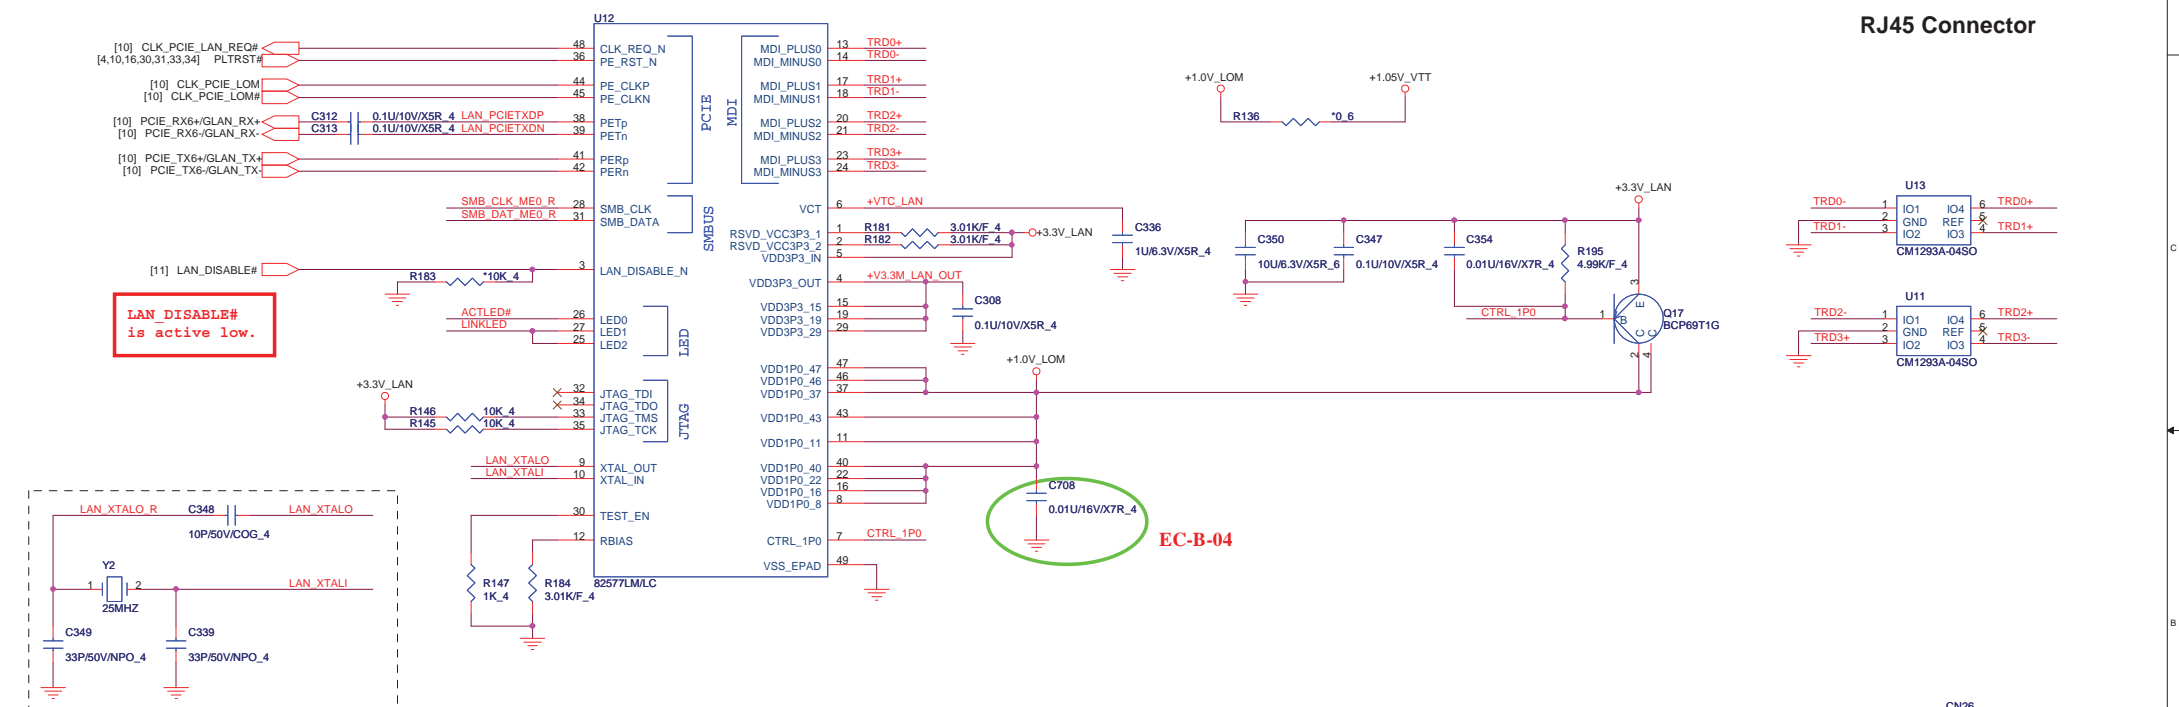 RJ45 Connector
U12
[10] CLK_PCIE_LAN_REQ# 48 CLK_REQ_N MDI_PLUS0 13 TRD0+
[4,10,16,30,31,33,34] PLTRST# 36 PE_RST_N MDI_MINUS0 14 TRD0-
[10] CLK_PCIE_LOM 44 PE_CLKP MDI_PLUS1 17 TRD1+
[10] CLK_PCIE_LOM# 45 PE_CLKN MDI_MINUS1 18 TRD1-
PCIE MDI
[10] PCIE_RX6+/GLAN_RX+ C312 0.1U/10V/X5R_4 LAN_PCIETXDP 38 PETp MDI_PLUS2 20 TRD2+
[10] PCIE_RX6-/GLAN_RX- C313 0.1U/10V/X5R_4 LAN_PCIETXDN 39 PETn MDI_MINUS2 21 TRD2-
[10] PCIE_TX6+/GLAN_TX+ 41 PERp MDI_PLUS3 23 TRD3+
[10] PCIE_TX6-/GLAN_TX- 42 PERn MDI_MINUS3 24 TRD3-
SMB_CLK_ME0_R 28 SMB_CLK VCT 6 +VTC_LAN
SMB_DAT_ME0_R 31 SMB_DATA
SMBUS
RSVD_VCC3P3_1 1 R181 3.01K/F_4 +3.3V_LAN
RSVD_VCC3P3_2 2 R182 3.01K/F_4
VDD3P3_IN 5
C336
1U/6.3V/X5R_4
[11] LAN_DISABLE# 3 LAN_DISABLE_N
R183 *10K_4
VDD3P3_OUT 4 +V3.3M_LAN_OUT
LAN_DISABLE#
is active low.
VDD3P3_15 15
VDD3P3_19 19
VDD3P3_29 29
C308
0.1U/10V/X5R_4
ACTLED# 26 LED0
LINKLED 27 LED1
25 LED2
LED
+1.0V_LOM
VDD1P0_47 47
VDD1P0_46 46
VDD1P0_37 37
+3.3V_LAN
32 JTAG_TDI
34 JTAG_TDO
R146 10K_4 33 JTAG_TMS
R145 10K_4 35 JTAG_TCK
JTAG
VDD1P0_43 43
VDD1P0_11 11
LAN_XTALO 9 XTAL_OUT
LAN_XTALI 10 XTAL_IN
VDD1P0_40 40
VDD1P0_22 22
VDD1P0_16 16
VDD1P0_8 8
C708
0.01U/16V/X7R_4
EC-B-04
30 TEST_EN
12 RBIAS
CTRL_1P0 7 CTRL_1P0
VSS_EPAD 49
82577LM/LC
R147
1K_4
R184
3.01K/F_4
LAN_XTALO_R C348 LAN_XTALO
10P/50V/COG_4
Y2
1 2 LAN_XTALI
25MHZ
C349
33P/50V/NPO_4
C339
33P/50V/NPO_4
+1.0V_LOM +1.05V_VTT
R136 *0_6
+3.3V_LAN
C350
10U/6.3V/X5R_6
C347
0.1U/10V/X5R_4
C354
0.01U/16V/X7R_4
R195
4.99K/F_4
CTRL_1P0 1 B E C C 3 2 4
Q17
BCP69T1G
U13
TRD0- 1 IO1 IO4 6 TRD0+
2 GND REF 5
TRD1- 3 IO2 IO3 4 TRD1+
CM1293A-04SO
U11
TRD2- 1 IO1 IO4 6 TRD2+
2 GND REF 5
TRD3+ 3 IO2 IO3 4 TRD3-
CM1293A-04SO
C
B
CN26